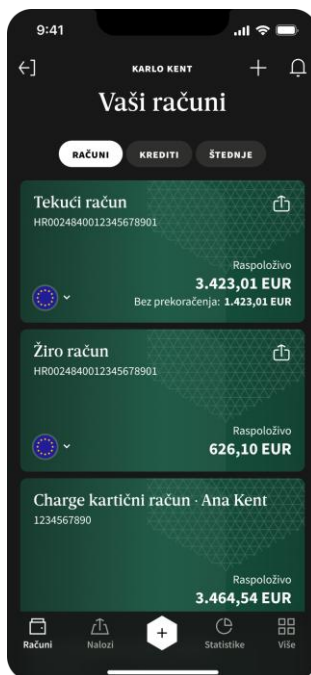 9:41
KARLO KENT
Vaši računi
RAČUNI KREDITI ŠTEDNJE
Tekući račun
HR0024840012345678901
Raspoloživo
3.423,01 EUR
Bez prekoračenja: 1.423,01 EUR
Žiro račun
HR0024840012345678901
Raspoloživo
626,10 EUR
Charge kartični račun · Ana Kent
1234567890
Raspoloživo
3.464,54 EUR
Računi Nalozi Statistike Više